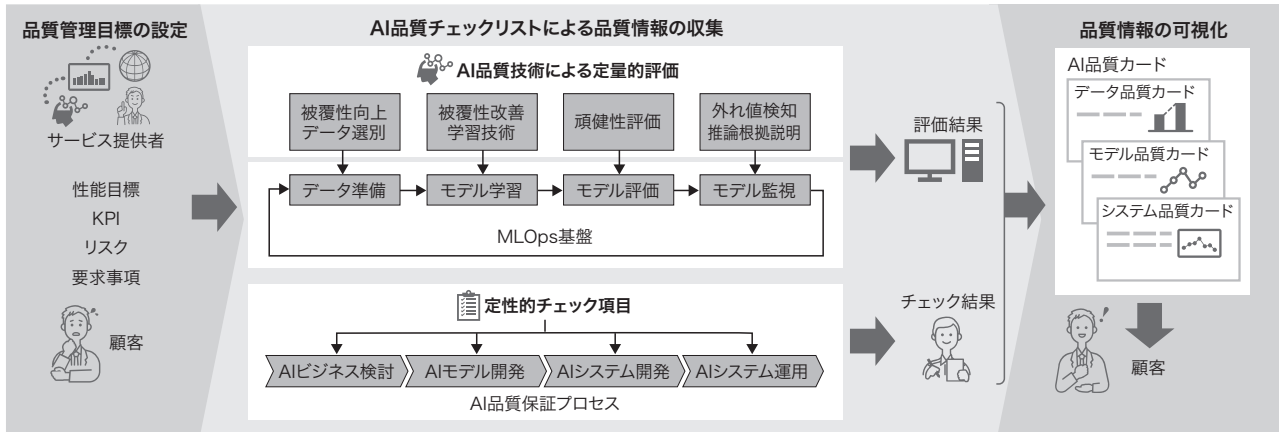 品質管理目標の設定
サービス提供者
性能目標
KPI
リスク
要求事項
顧客
AI品質チェックリストによる品質情報の収集
AI品質技術による定量的評価
被覆性向上
データ選別
被覆性改善
学習技術
頑健性評価
外れ値検知
推論根拠説明
データ準備
モデル学習
モデル評価
モデル監視
MLOps基盤
定性的チェック項目
AIビジネス検討
AIモデル開発
AIシステム開発
AIシステム運用
AI品質保証プロセス
評価結果
チェック結果
品質情報の可視化
AI品質カード
データ品質カード
モデル品質カード
システム品質カード
顧客